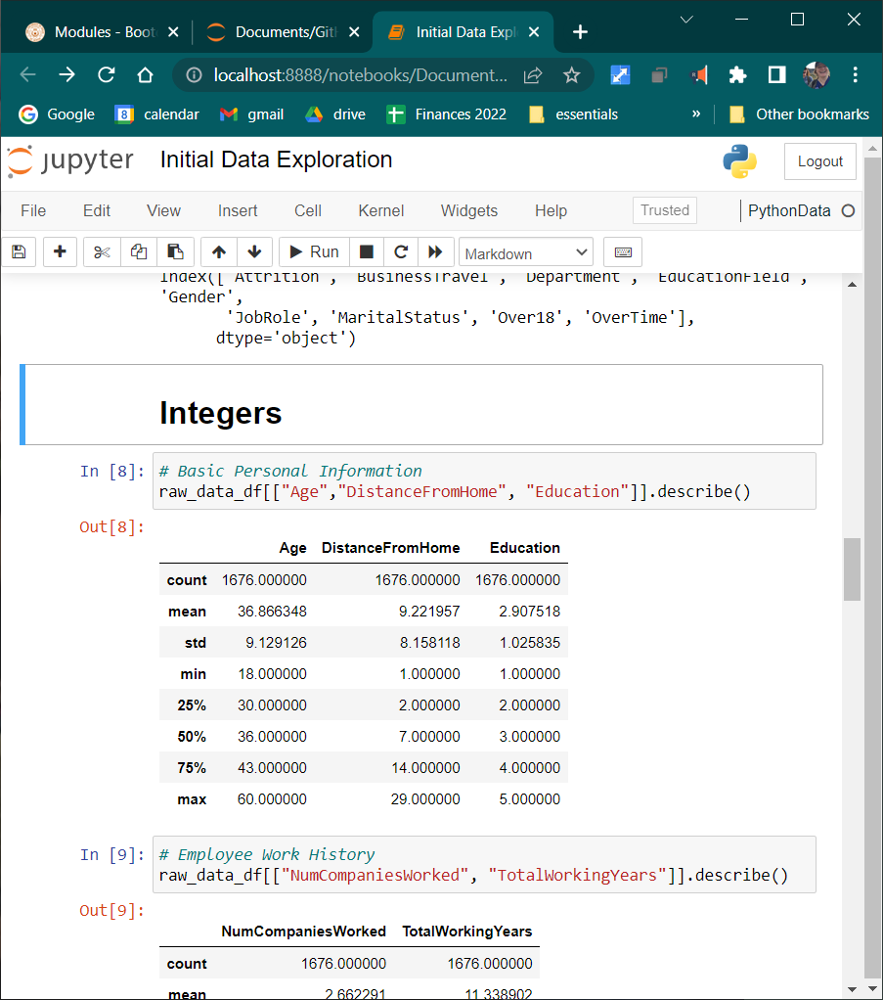 Modules - Boot
Documents/Gith
Initial Data Expl
localhost:8888/notebooks/Document...
Google
8
calendar
gmail
drive
Finances 2022
essentials
»
Other bookmarks
jupyter
Initial Data Exploration
Logout
File Edit View Insert Cell Kernel Widgets Help
Trusted
PythonData
Run
Markdown
Index(['Attrition', 'BusinessTravel', 'Department', 'EducationField',
'Gender',
'JobRole', 'MaritalStatus', 'Over18', 'OverTime'],
dtype='object')
Integers
In [8]: # Basic Personal Information
raw_data_df[["Age","DistanceFromHome", "Education"]].describe()
Out[8]:
Age DistanceFromHome Education
count 1676.000000 1676.000000 1676.000000
mean 36.866348 9.221957 2.907518
std 9.129126 8.158118 1.025835
min 18.000000 1.000000 1.000000
25% 30.000000 2.000000 2.000000
50% 36.000000 7.000000 3.000000
75% 43.000000 14.000000 4.000000
max 60.000000 29.000000 5.000000
In [9]: # Employee Work History
raw_data_df[["NumCompaniesWorked", "TotalWorkingYears"]].describe()
Out[9]:
NumCompaniesWorked TotalWorkingYears
count 1676.000000 1676.000000
mean 2.662291 11.338902